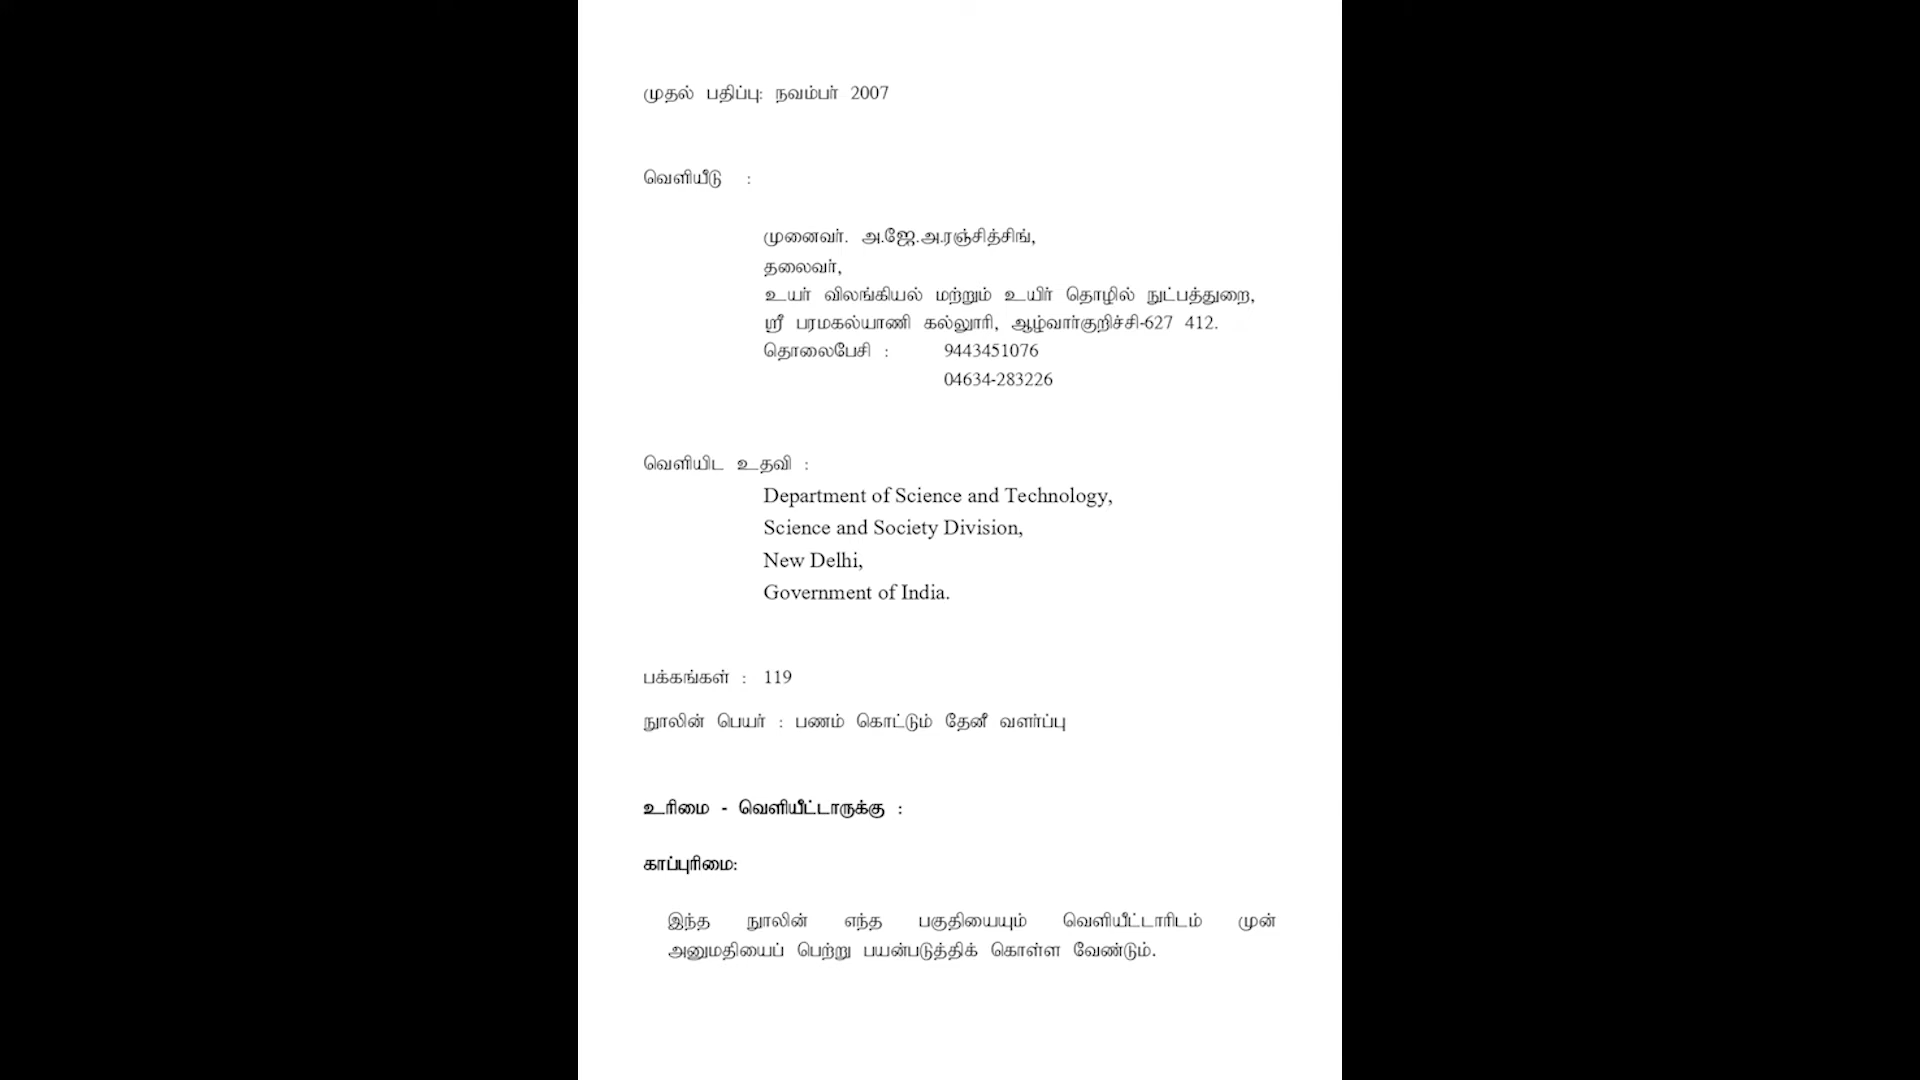 முதல் பதிப்பு: நவம்பர் 2007
வெளியீடு :
முனைவர். அ.ஜே.அ.ரஞ்சித்சிங்,
தலைவர்,
உயர் விலங்கியல் மற்றும் உயிர் தொழில் நுட்பத்துறை,
ஸ்ரீ பரமகல்யாணி கல்லூரி, ஆழ்வார்குறிச்சி-627 412.
தொலைபேசி : 9443451076
04634-283226
வெளியிட உதவி :
Department of Science and Technology,
Science and Society Division,
New Delhi,
Government of India.
பக்கங்கள் : 119
நூலின் பெயர் : பணம் கொட்டும் தேனீ வளர்ப்பு
உரிமை - வெளியீட்டாருக்கு :
காப்புரிமை:
இந்த நூலின் எந்த பகுதியையும் வெளியீட்டாரிடம் முன்
அனுமதியைப் பெற்று பயன்படுத்திக் கொள்ள வேண்டும்.